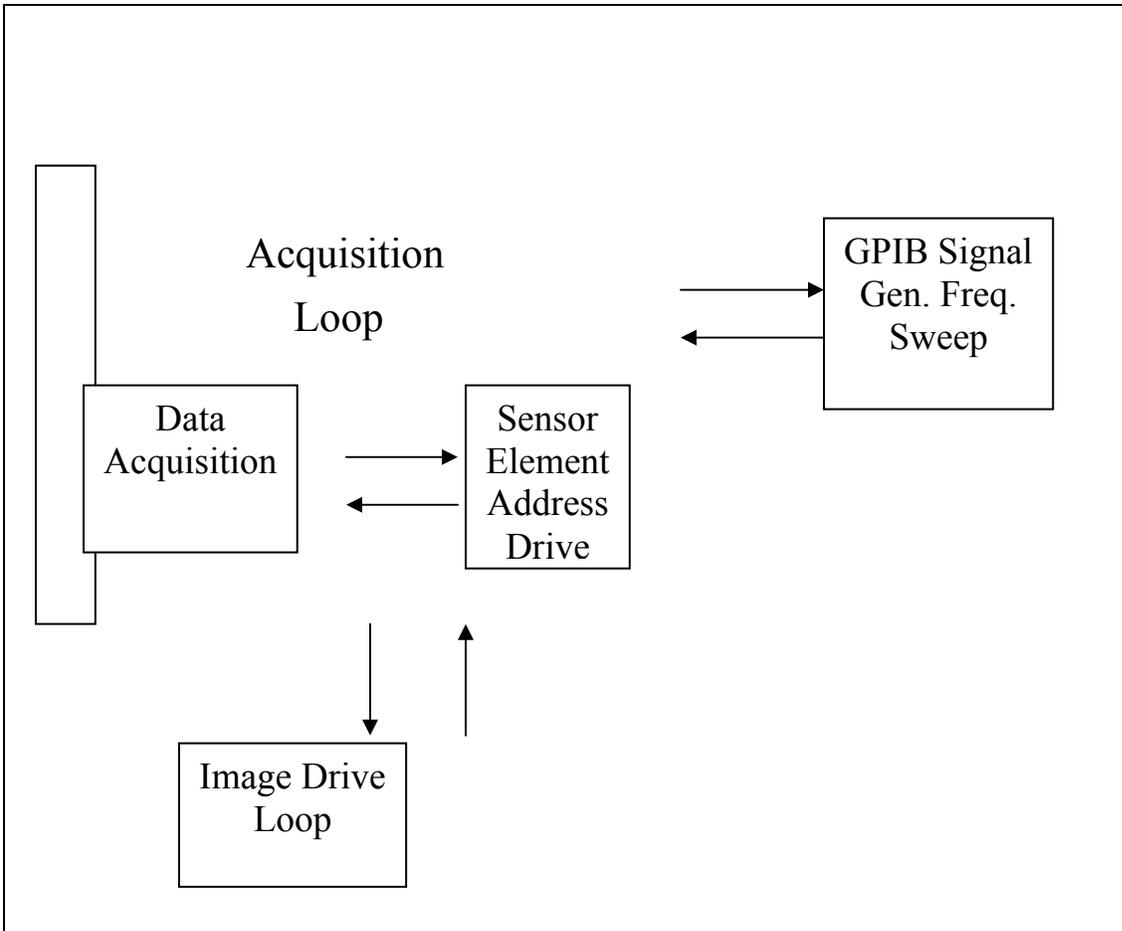 Acquisition
Loop
GPIB Signal
Gen. Freq.
Sweep
Data
Acquisition
Sensor
Element
Address
Drive
Image Drive
Loop